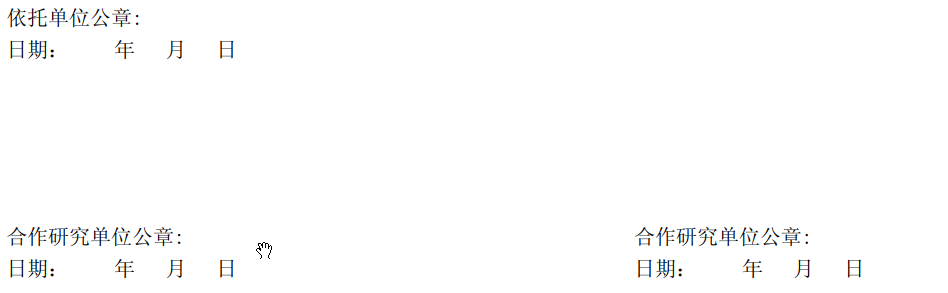 依托单位公章:
日期: 年 月 日
合作研究单位公章: 合作研究单位公章:
日期: 年 月 日 日期: 年 月 日